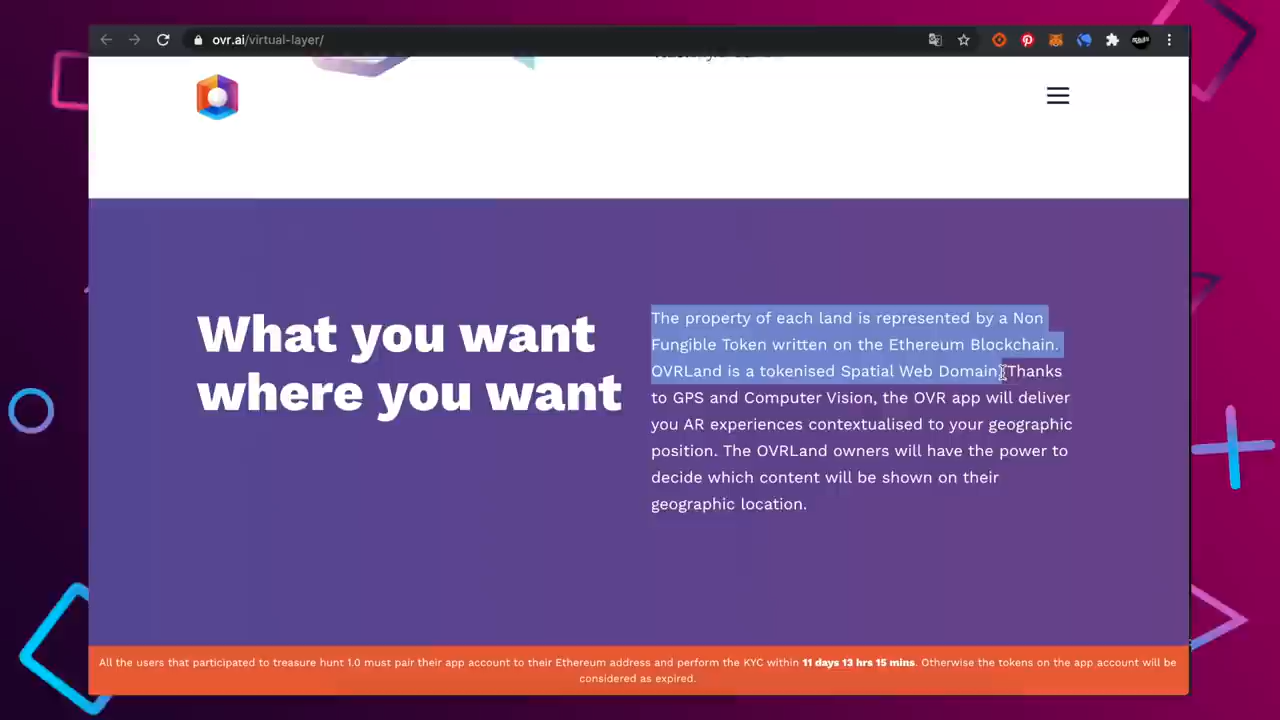 ovr.ai/virtual-layer/
What you want
where you want
The property of each land is represented by a Non
Fungible Token written on the Ethereum Blockchain.
OVRLand is a tokenised Spatial Web Domain. Thanks
to GPS and Computer Vision, the OVR app will deliver
you AR experiences contextualised to your geographic
position. The OVRLand owners will have the power to
decide which content will be shown on their
geographic location.
All the users that participated to treasure hunt 1.0 must pair their app account to their Ethereum address and perform the KYC within 11 days 13 hrs 15 mins. Otherwise the tokens on the app account will be
considered as expired.